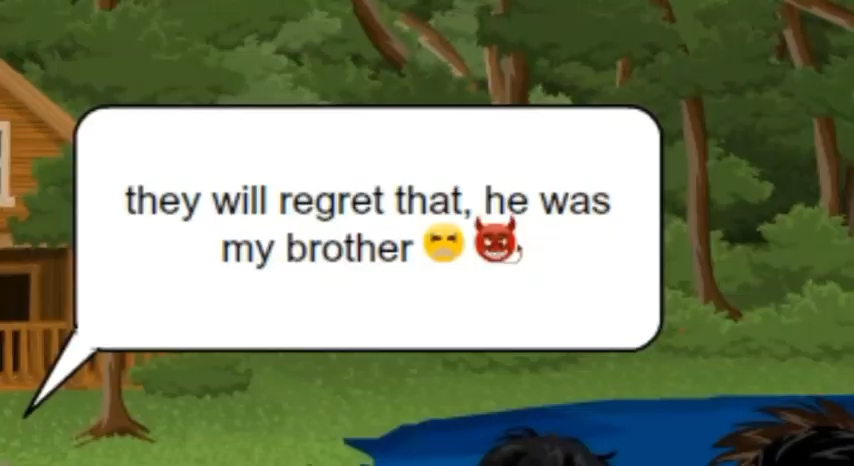 they will regret that, he was
my brother 😠👹